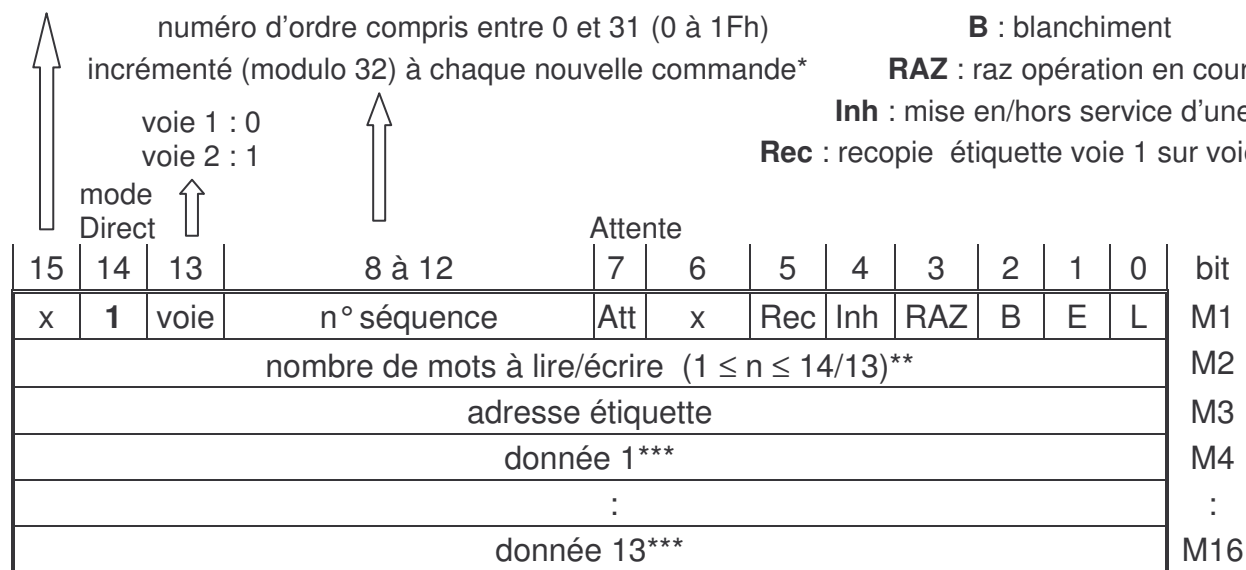 numéro d'ordre compris entre 0 et 31 (0 à 1Fh) B : blanchiment
incrémenté (modulo 32) à chaque nouvelle commande* RAZ : raz opération en cour
voie 1 : 0 Inh : mise en/hors service d'une
voie 2 : 1 Rec : recopie étiquette voie 1 sur voie
mode
Direct Attente
15 14 13 8 à 12 7 6 5 4 3 2 1 0 bit
x 1 voie n° séquence Att x Rec Inh RAZ B E L M1
nombre de mots à lire/écrire (1 ≤ n ≤ 14/13)** M2
adresse étiquette M3
donnée 1*** M4
: :
donnée 13*** M16